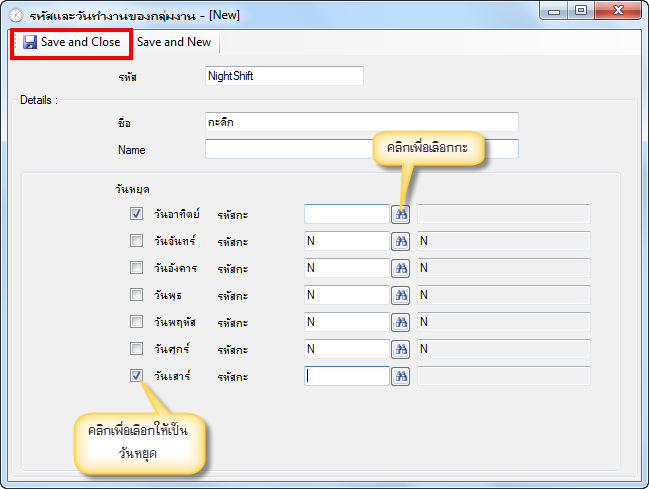 รหัสและวันทำงานของกลุ่มงาน - [New]
Save and Close Save and New
รหัส NightShift
Details :
ชื่อ กะดึก
Name
คลิกเพื่อเลือกกะ
วันหยุด
วันอาทิตย์ รหัสกะ
วันจันทร์ รหัสกะ N N
วันอังคาร รหัสกะ N N
วันพุธ รหัสกะ N N
วันพฤหัส รหัสกะ N N
วันศุกร์ รหัสกะ N N
วันเสาร์ รหัสกะ
คลิกเพื่อเลือกให้เป็น
วันหยุด